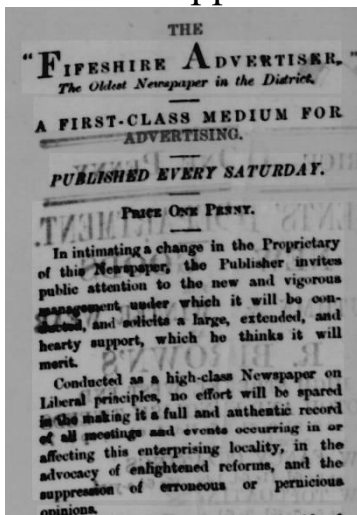 THE
"FIFESHIRE ADVERTISER,"
The Oldest Newspaper in the District.
A FIRST-CLASS MEDIUM FOR
ADVERTISING.
PUBLISHED EVERY SATURDAY.
PRICE ONE PENNY.
In intimating a change in the Proprietary
of this Newspaper, the Publisher invites
public attention to the new and vigorous
management under which it will be con-
ducted, and solicits a large, extended, and
hearty support, which he thinks it will
merit.
Conducted as a high-class Newspaper on
Liberal principles, no effort will be spared
in the making it a full and authentic record
of all meetings and events occurring in or
affecting this enterprising locality, in the
advocacy of enlightened reforms, and the
suppression of erroneous or pernicious
opinions.